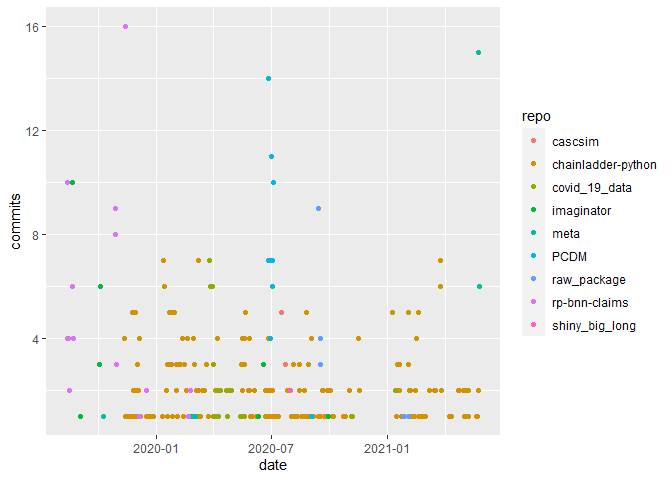 16
12
8
4
commits
2020-01
2020-07
2021-01
date
repo
cascsim
chainladder-python
covid_19_data
imaginator
meta
PCDM
raw_package
rp-bnn-claims
shiny_big_long